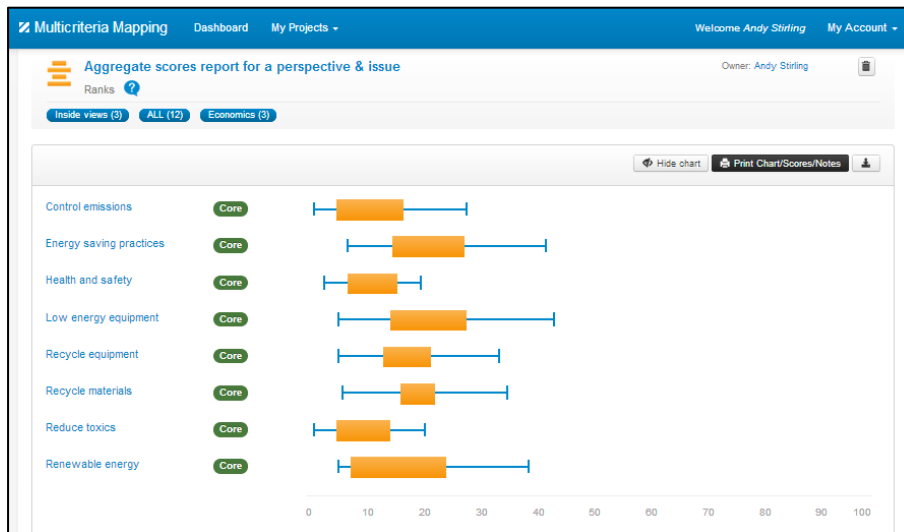 Multicriteria Mapping Dashboard My Projects Welcome Andy Stirling My Account
Aggregate scores report for a perspective & issue Owner: Andy Stirling
Ranks ?
Inside views (3) ALL (12) Economics (3)
Hide chart Print Chart/Scores/Notes
Control emissions Core
Energy saving practices Core
Health and safety Core
Low energy equipment Core
Recycle equipment Core
Recycle materials Core
Reduce toxics Core
Renewable energy Core
0 10 20 30 40 50 60 70 80 90 100